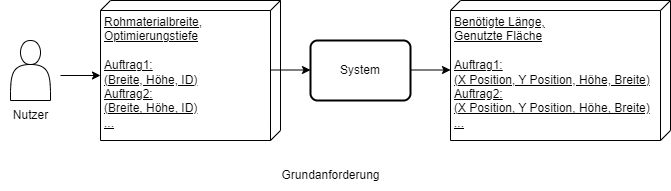 Nutzer
Rohmaterialbreite,
Optimierungstiefe
Auftrag1:
(Breite, Höhe, ID)
Auftrag2:
(Breite, Höhe, ID)
...
System
Benötigte Länge,
Genutzte Fläche
Auftrag1:
(X Position, Y Position, Höhe, Breite)
Auftrag2:
(X Position, Y Position, Höhe, Breite)
...
Grundanforderung